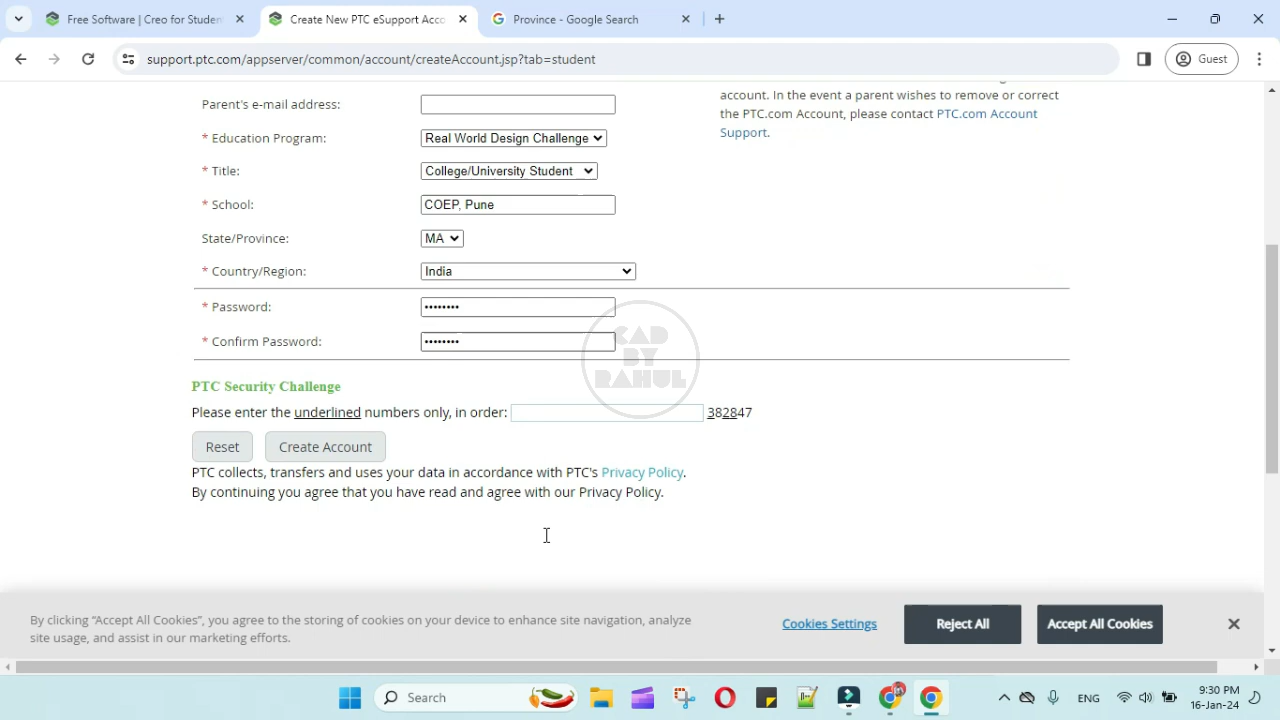 Free Software | Creo for Studen
Create New PTC eSupport Acco
Province - Google Search
support.ptc.com/appserver/common/account/createAccount.jsp?tab=student
Guest
Parent's e-mail address:
account. In the event a parent wishes to remove or correct
the PTC.com Account, please contact PTC.com Account
Support.
* Education Program: Real World Design Challenge
* Title: College/University Student
* School: COEP, Pune
State/Province: MA
* Country/Region: India
* Password: ••••••••
* Confirm Password: ••••••••
CAD
BY
RAHUL
PTC Security Challenge
Please enter the underlined numbers only, in order: 382847
Reset Create Account
PTC collects, transfers and uses your data in accordance with PTC's Privacy Policy.
By continuing you agree that you have read and agree with our Privacy Policy.
By clicking “Accept All Cookies”, you agree to the storing of cookies on your device to enhance site navigation, analyze
site usage, and assist in our marketing efforts.
Cookies Settings
Reject All
Accept All Cookies
Search
ENG
9:30 PM
16-Jan-24